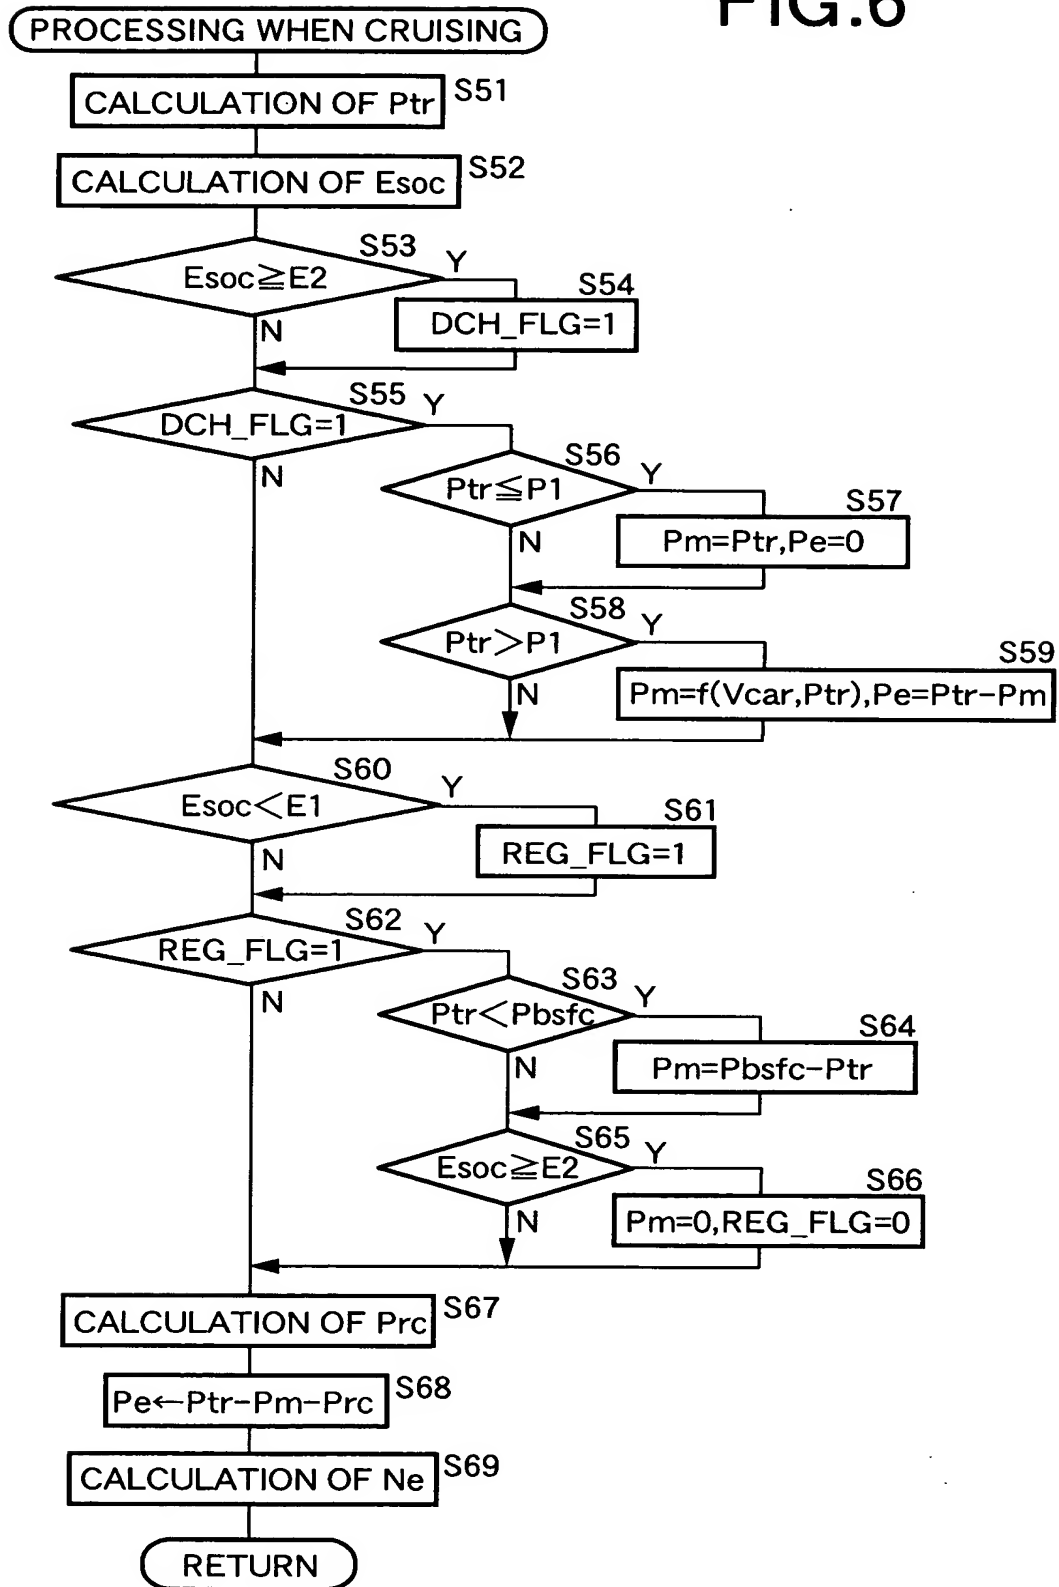 FIG.6
PROCESSING WHEN CRUISING
CALCULATION OF Ptr
S51
CALCULATION OF Esoc
S52
S53
Esoc≧E2
Y
N
S54
DCH_FLG=1
S55
DCH_FLG=1
Y
N
S56
Ptr≦P1
Y
N
S57
Pm=Ptr,Pe=0
S58
Ptr>P1
Y
N
S59
Pm=f(Vcar,Ptr),Pe=Ptr-Pm
S60
Esoc<E1
Y
N
S61
REG_FLG=1
S62
REG_FLG=1
Y
N
S63
Ptr<Pbsfc
Y
N
S64
Pm=Pbsfc-Ptr
S65
Esoc≧E2
Y
N
S66
Pm=0,REG_FLG=0
CALCULATION OF Prc
S67
Pe←Ptr-Pm-Prc
S68
CALCULATION OF Ne
S69
RETURN